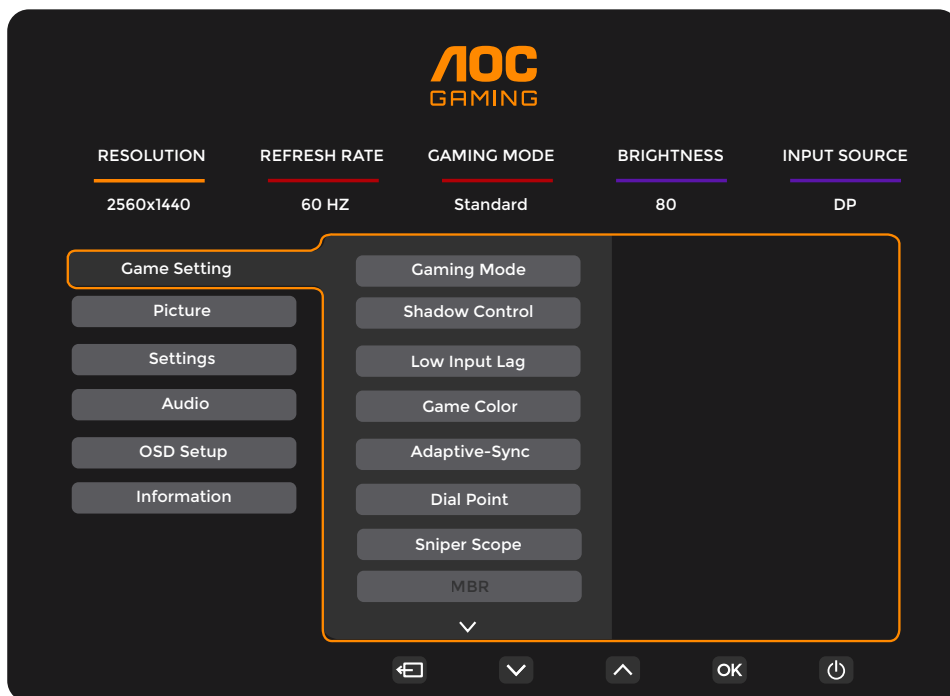 AOC
GAMING
RESOLUTION REFRESH RATE GAMING MODE BRIGHTNESS INPUT SOURCE
2560x1440 60 HZ Standard 80 DP
Game Setting
Picture
Settings
Audio
OSD Setup
Information
Gaming Mode
Shadow Control
Low Input Lag
Game Color
Adaptive-Sync
Dial Point
Sniper Scope
MBR
OK